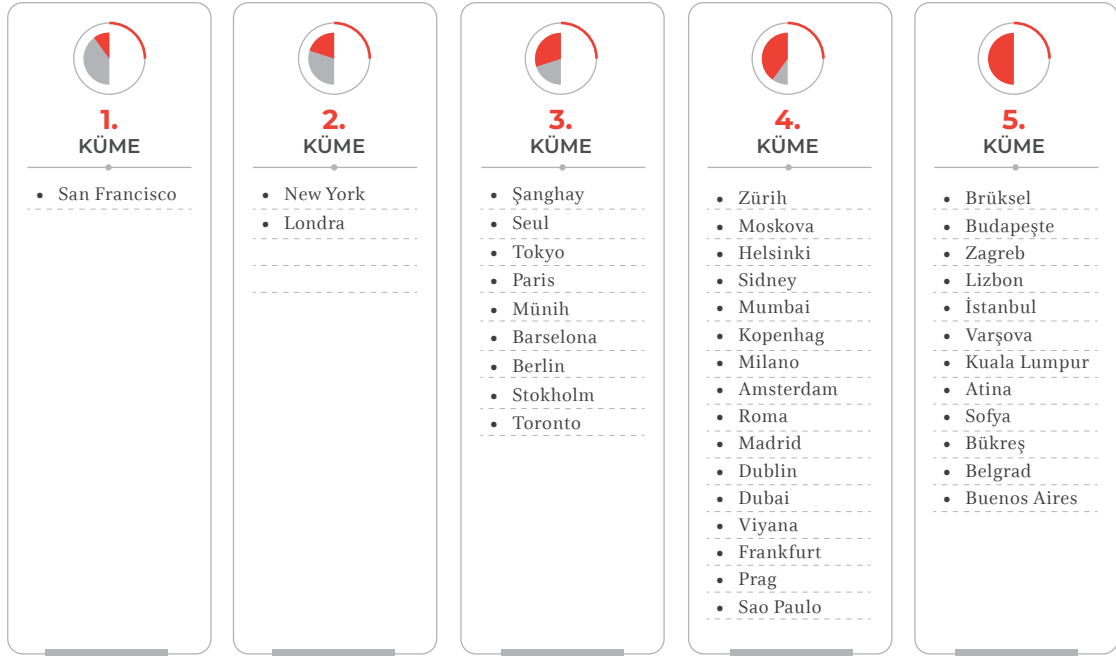 1.
KÜME
• San Francisco
2.
KÜME
• New York
• Londra
3.
KÜME
• Şanghay
• Seul
• Tokyo
• Paris
• Münih
• Barselona
• Berlin
• Stokholm
• Toronto
4.
KÜME
• Zürih
• Moskova
• Helsinki
• Sidney
• Mumbai
• Kopenhag
• Milano
• Amsterdam
• Roma
• Madrid
• Dublin
• Dubai
• Viyana
• Frankfurt
• Prag
• Sao Paulo
5.
KÜME
• Brüksel
• Budapeşte
• Zagreb
• Lizbon
• İstanbul
• Varşova
• Kuala Lumpur
• Atina
• Sofya
• Bükreş
• Belgrad
• Buenos Aires